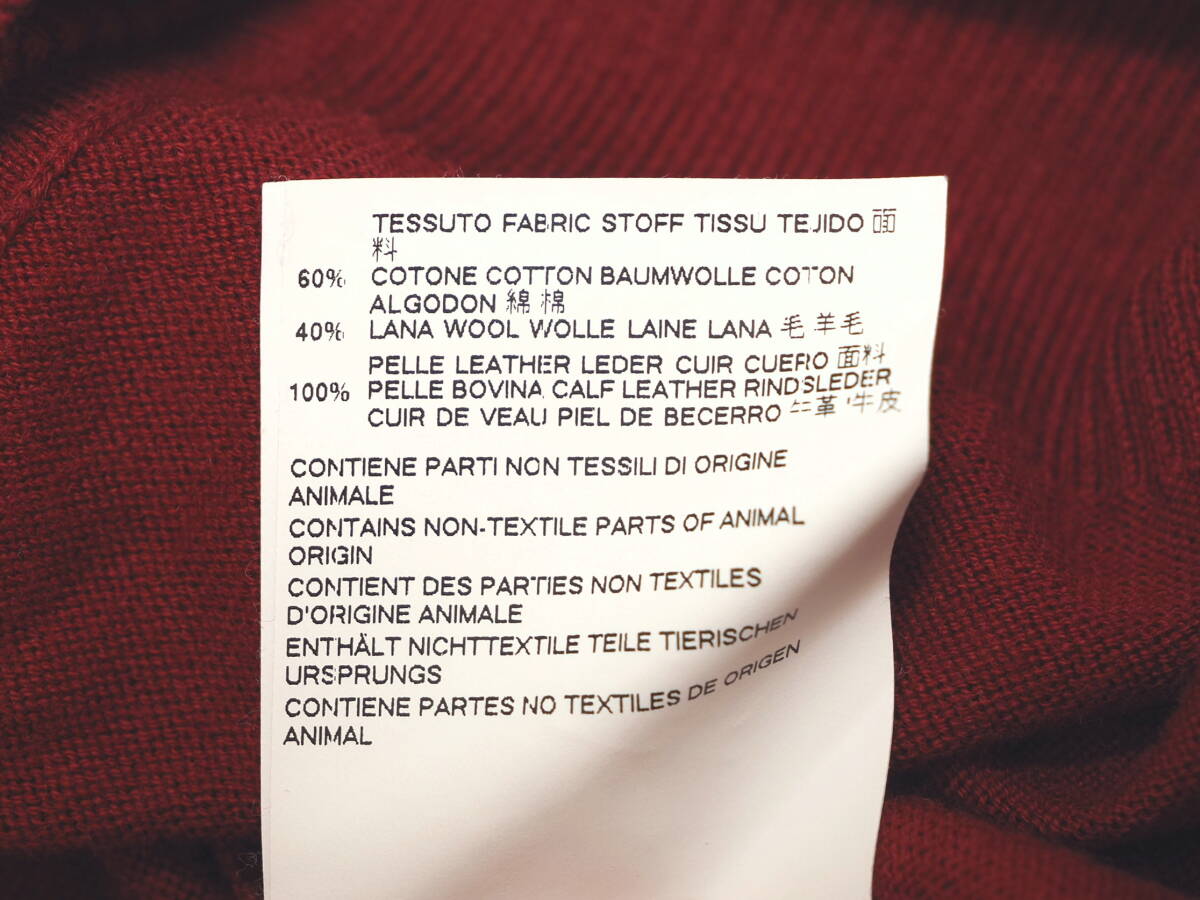 TESSUTO FABRIC STOFF TISSU TEJIDO 面
料
60% COTONE COTTON BAUMWOLLE COTON
ALGODON 綿 棉
40% LANA WOOL WOLLE LAINE LANA 毛 羊毛
PELLE LEATHER LEDER CUIR CUERO 面料
100% PELLE BOVINA CALF LEATHER RINDSLEDER
CUIR DE VEAU PIEL DE BECERRO 牛革 牛皮
CONTIENE PARTI NON TESSILI DI ORIGINE
ANIMALE
CONTAINS NON-TEXTILE PARTS OF ANIMAL
ORIGIN
CONTIENT DES PARTIES NON TEXTILES
D'ORIGINE ANIMALE
ENTHÄLT NICHTTEXTILE TEILE TIERISCHEN
URSPRUNGS
CONTIENE PARTES NO TEXTILES DE ORIGEN
ANIMAL